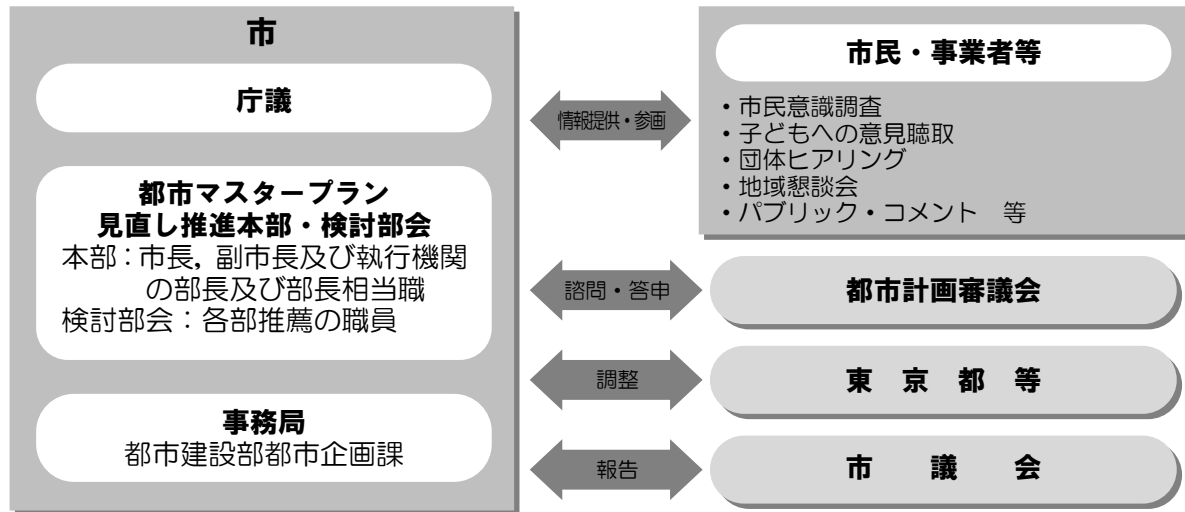 市
庁議
都市マスタープラン
見直し推進本部・検討部会
本部：市長，副市長及び執行機関
の部長及び部長相当職
検討部会：各部推薦の職員
事務局
都市建設部都市企画課
情報提供・参画
市民・事業者等
・市民意識調査
・子どもへの意見聴取
・団体ヒアリング
・地域懇談会
・パブリック・コメント　等
諮問・答申
都市計画審議会
調整
東　京　都　等
報告
市　議　会